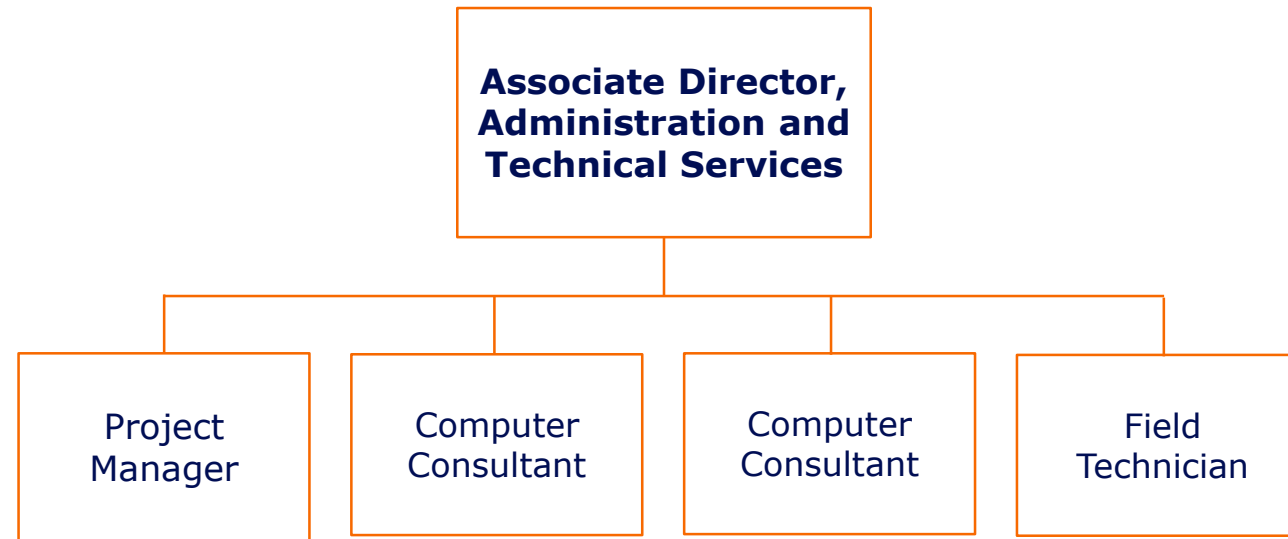 Associate Director,
Administration and
Technical Services
Project
Manager
Computer
Consultant
Computer
Consultant
Field
Technician